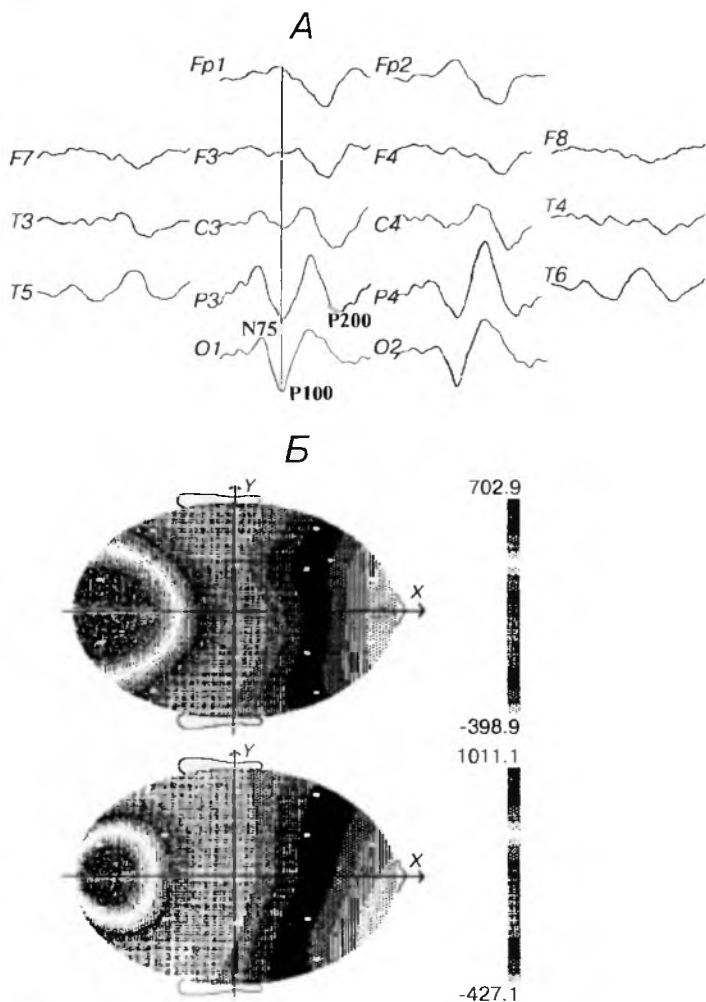 А
Fp1 Fp2
F7 F3 F4 F8
T3 C3 C4 T4
T5 P3 P4 T6
N75 P200
O1 O2
P100
Б
702.9
Y
X
-398.9
1011.1
Y
X
-427.1